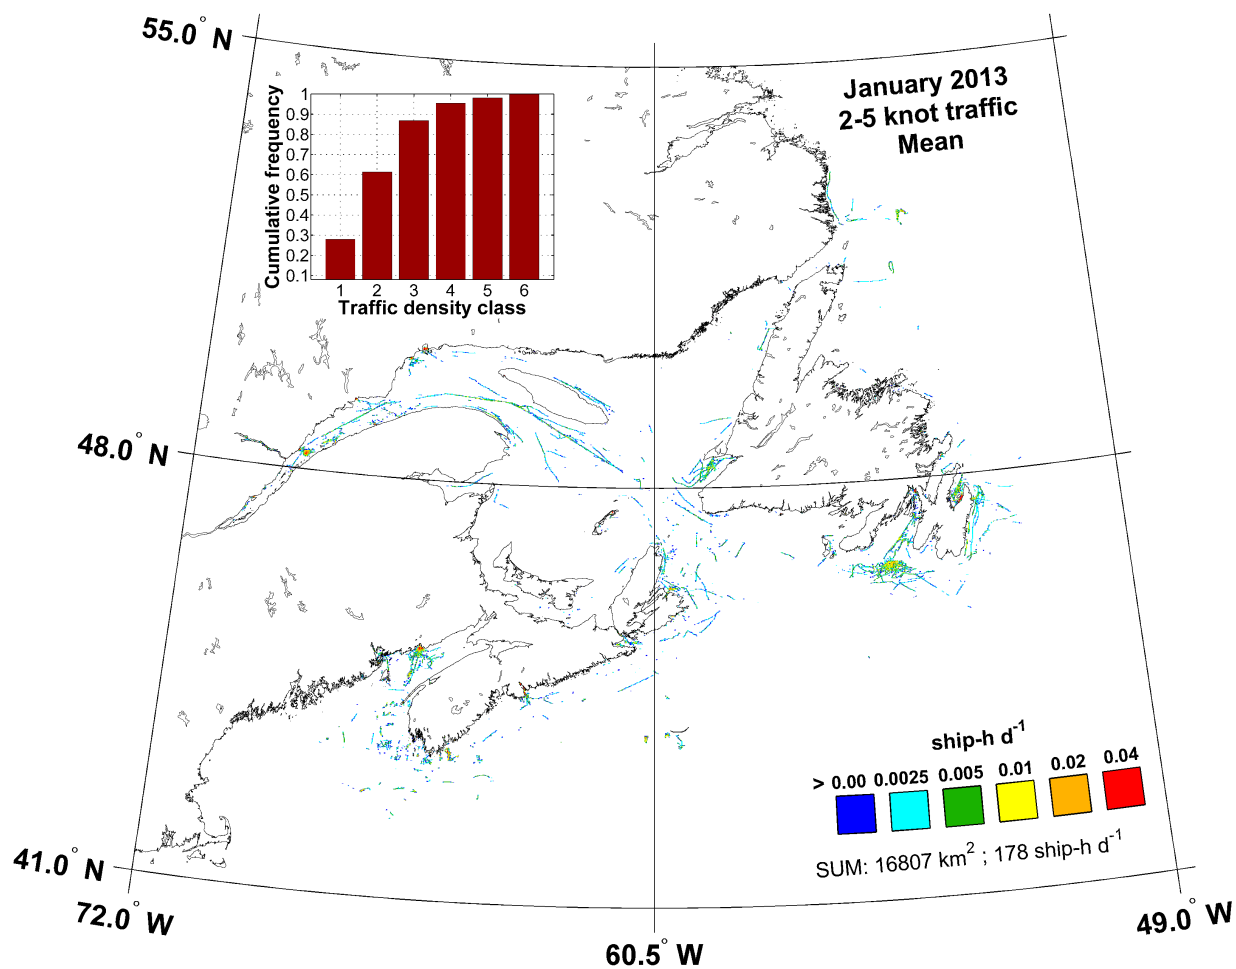 55.0° N
January 2013
2-5 knot traffic
Mean
Cumulative frequency
1
0.9
0.8
0.7
0.6
0.5
0.4
0.3
0.2
0.1
1 2 3 4 5 6
Traffic density class
48.0° N
ship-h d-1
> 0.00 0.0025 0.005 0.01 0.02 0.04
SUM: 16807 km2 ; 178 ship-h d-1
41.0° N
72.0° W
60.5° W
49.0° W